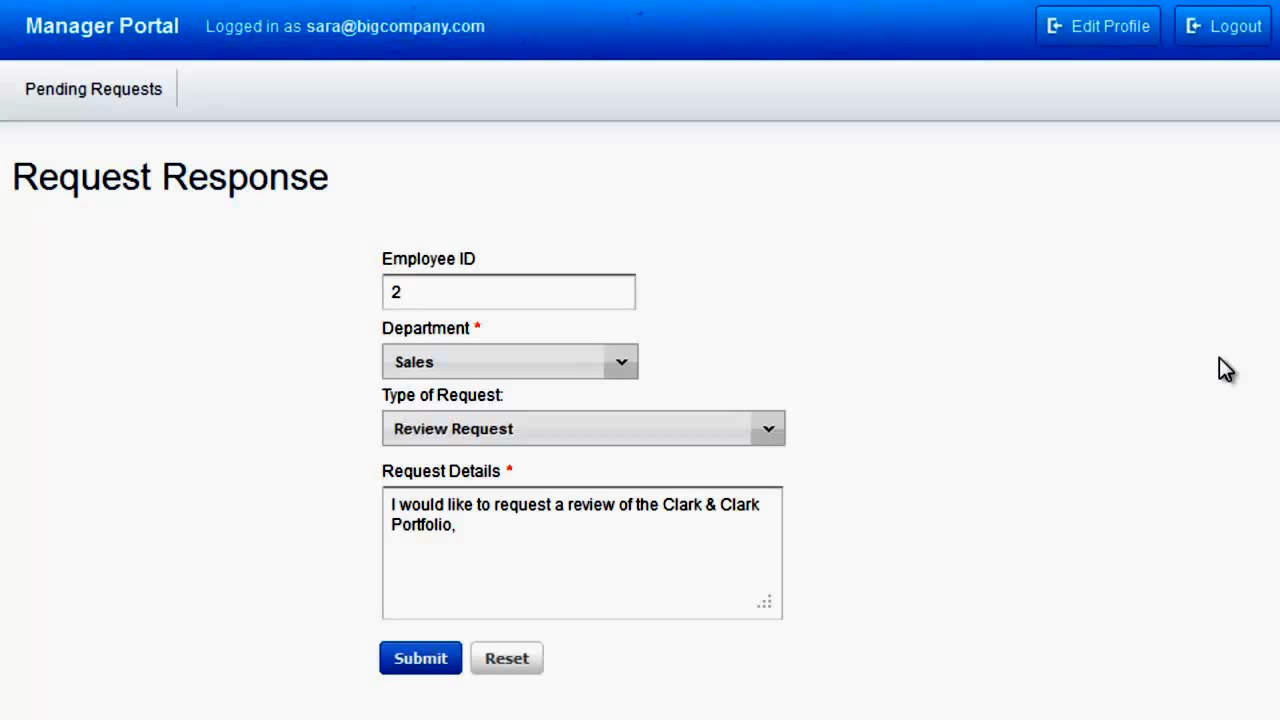 Manager Portal Logged in as sara@bigcompany.com Edit Profile Logout
Pending Requests
Request Response
Employee ID
2
Department *
Sales
Type of Request:
Review Request
Request Details *
I would like to request a review of the Clark & Clark
Portfolio,
Submit Reset